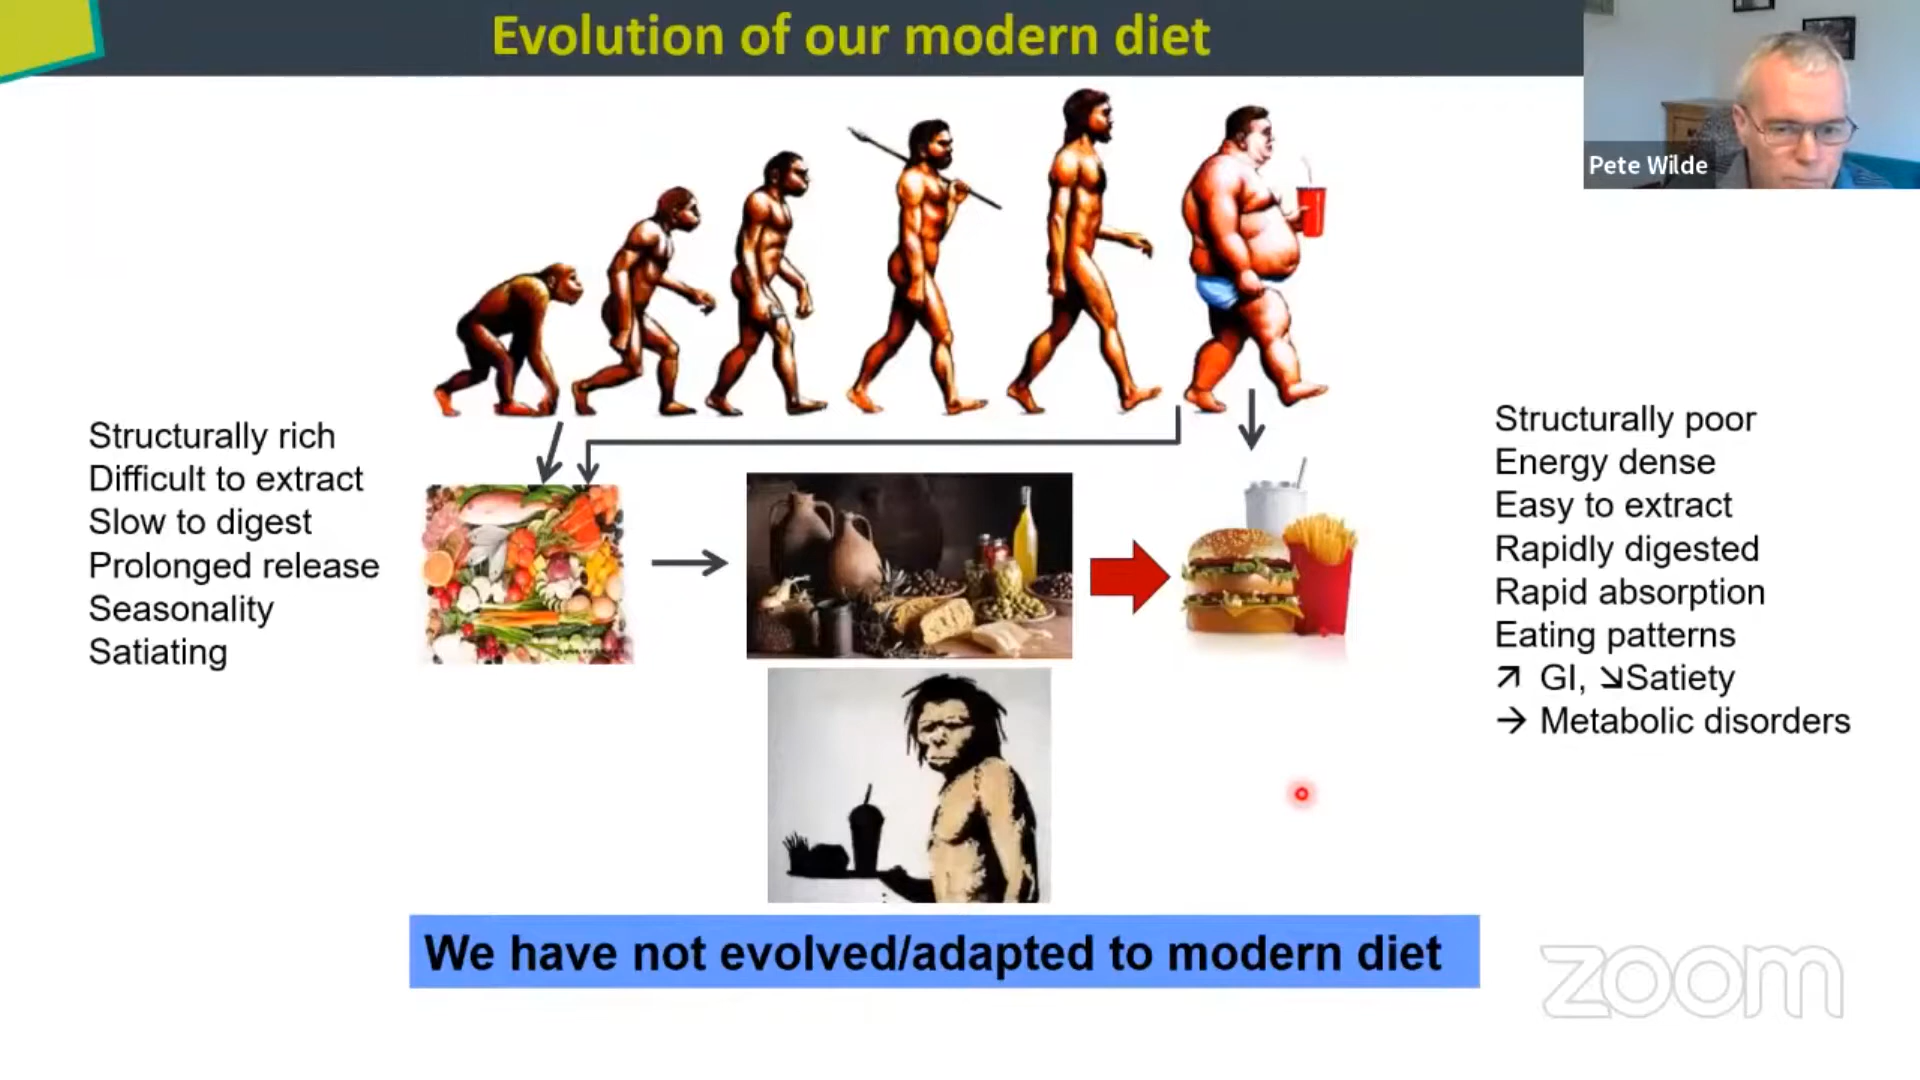 Evolution of our modern diet
Pete Wilde
Structurally rich
Difficult to extract
Slow to digest
Prolonged release
Seasonality
Satiating
Structurally poor
Energy dense
Easy to extract
Rapidly digested
Rapid absorption
Eating patterns
↗ GI, ↘Satiety
→ Metabolic disorders
We have not evolved/adapted to modern diet
zoom